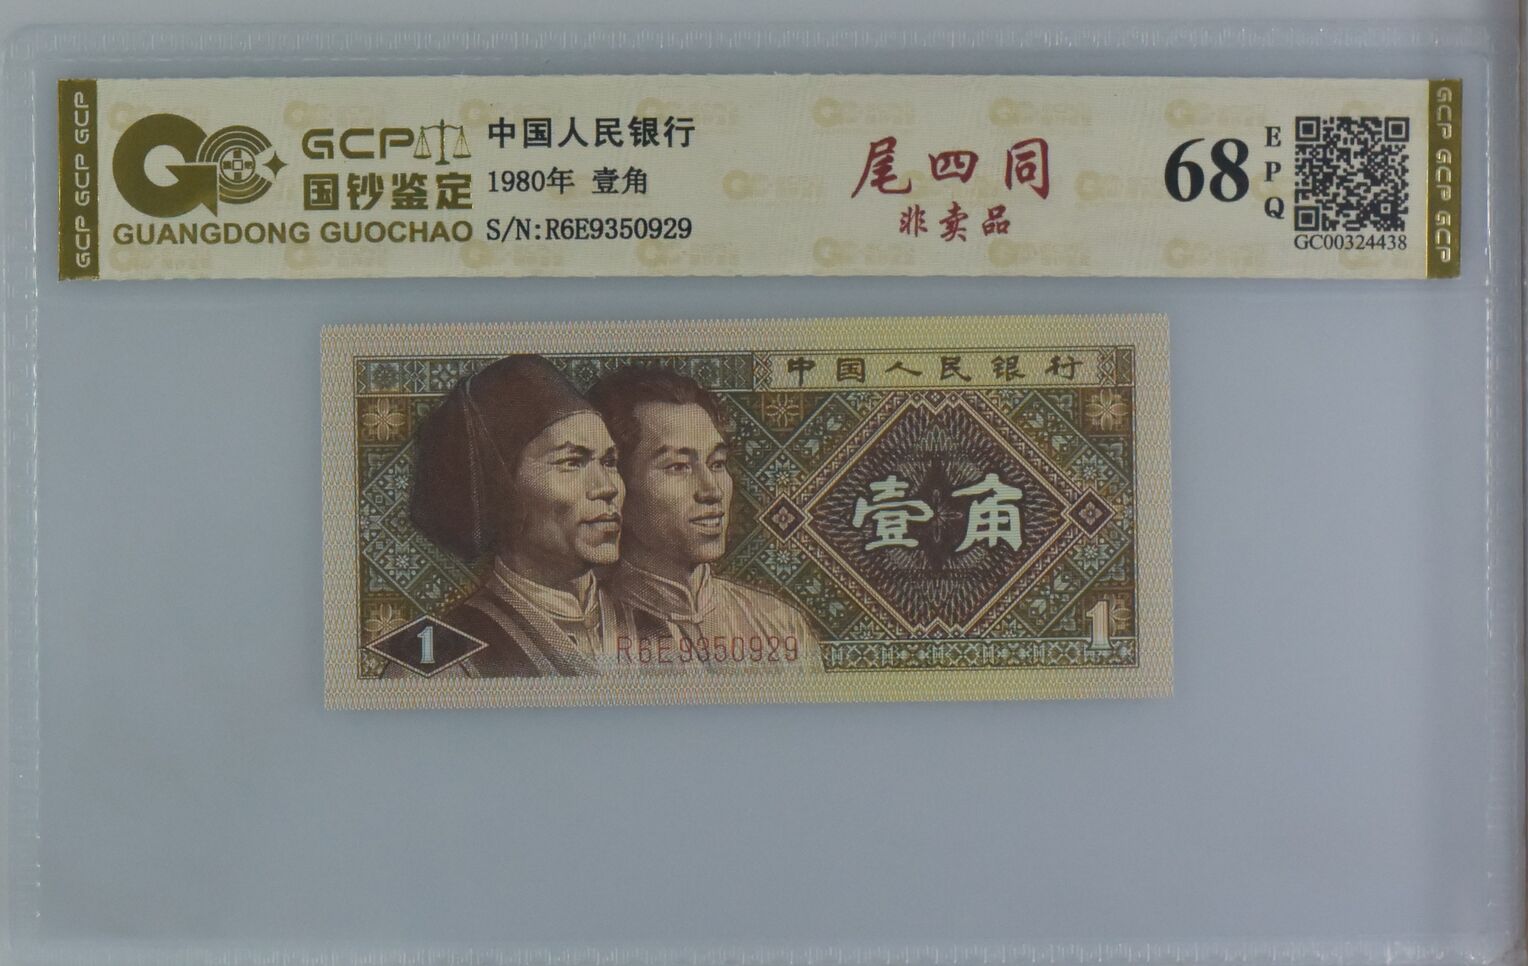 GCP GCP GCP
GCP
国钞鉴定
GUANGDONG GUOCHAO
中国人民银行
1980年 壹角
S/N:R6E9350929
尾四同
非卖品
68
EPQ
GC00324438
GCP GCP GCP GCP
中国人民银行
壹角
1
R6E9350929
1